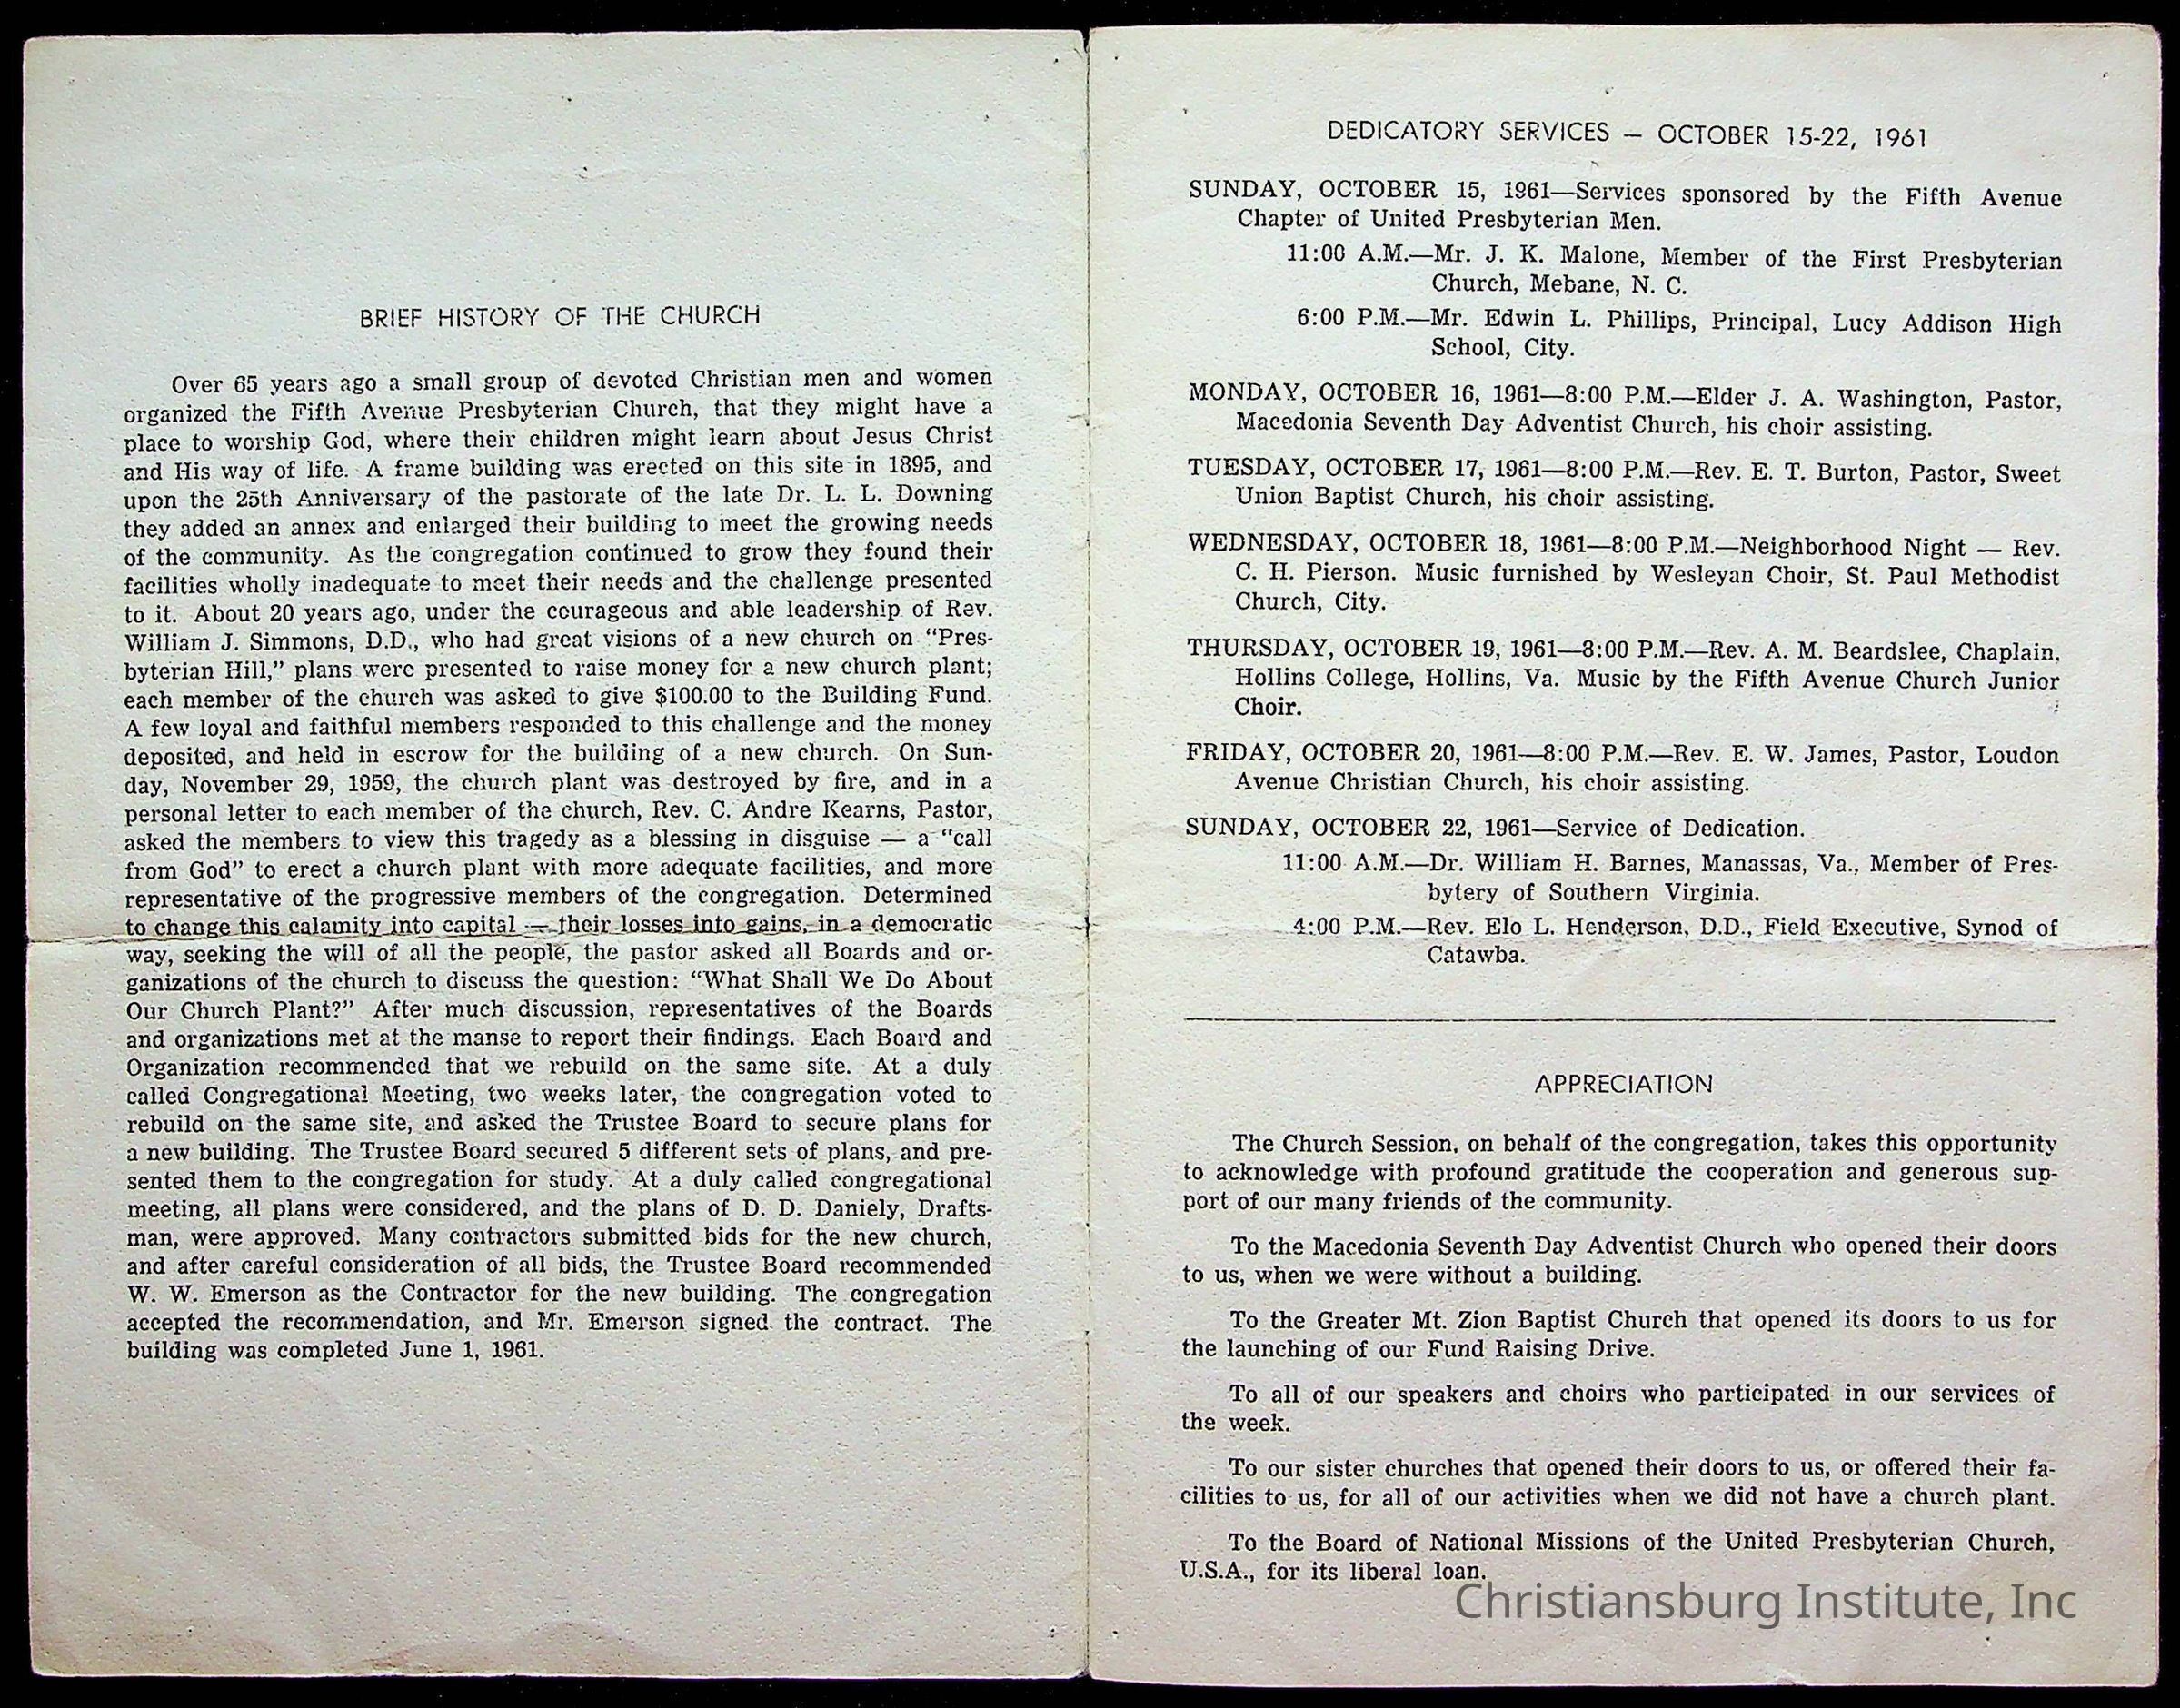 BRIEF HISTORY OF THE CHURCH
Over 65 years ago a small group of devoted Christian men and women
organized the Fifth Avenue Presbyterian Church, that they might have a
place to worship God, where their children might learn about Jesus Christ
and His way of life. A frame building was erected on this site in 1895, and
upon the 25th Anniversary of the pastorate of the late Dr. L. L. Downing
they added an annex and enlarged their building to meet the growing needs
of the community. As the congregation continued to grow they found their
facilities wholly inadequate to meet their needs and the challenge presented
to it. About 20 years ago, under the courageous and able leadership of Rev.
William J. Simmons, D.D., who had great visions of a new church on “Pres-
byterian Hill,” plans were presented to raise money for a new church plant;
each member of the church was asked to give $100.00 to the Building Fund.
A few loyal and faithful members responded to this challenge and the money
deposited, and held in escrow for the building of a new church. On Sun-
day, November 29, 1959, the church plant was destroyed by fire, and in a
personal letter to each member of the church, Rev. C. Andre Kearns, Pastor,
asked the members to view this tragedy as a blessing in disguise — a “call
from God” to erect a church plant with more adequate facilities, and more
representative of the progressive members of the congregation. Determined
to change this calamity into capital — their losses into gains, in a democratic
way, seeking the will of all the people, the pastor asked all Boards and or-
ganizations of the church to discuss the question: “What Shall We Do About
Our Church Plant?” After much discussion, representatives of the Boards
and organizations met at the manse to report their findings. Each Board and
Organization recommended that we rebuild on the same site. At a duly
called Congregational Meeting, two weeks later, the congregation voted to
rebuild on the same site, and asked the Trustee Board to secure plans for
a new building. The Trustee Board secured 5 different sets of plans, and pre-
sented them to the congregation for study. At a duly called congregational
meeting, all plans were considered, and the plans of D. D. Daniely, Drafts-
man, were approved. Many contractors submitted bids for the new church,
and after careful consideration of all bids, the Trustee Board recommended
W. W. Emerson as the Contractor for the new building. The congregation
accepted the recommendation, and Mr. Emerson signed the contract. The
building was completed June 1, 1961.
DEDICATORY SERVICES — OCTOBER 15-22, 1961
SUNDAY, OCTOBER 15, 1961—Services sponsored by the Fifth Avenue
Chapter of United Presbyterian Men.
11:00 A.M.—Mr. J. K. Malone, Member of the First Presbyterian
Church, Mebane, N. C.
6:00 P.M.—Mr. Edwin L. Phillips, Principal, Lucy Addison High
School, City.
MONDAY, OCTOBER 16, 1961—8:00 P.M.—Elder J. A. Washington, Pastor,
Macedonia Seventh Day Adventist Church, his choir assisting.
TUESDAY, OCTOBER 17, 1961—8:00 P.M.—Rev. E. T. Burton, Pastor, Sweet
Union Baptist Church, his choir assisting.
WEDNESDAY, OCTOBER 18, 1961—8:00 P.M.—Neighborhood Night — Rev.
C. H. Pierson. Music furnished by Wesleyan Choir, St. Paul Methodist
Church, City.
THURSDAY, OCTOBER 19, 1961—8:00 P.M.—Rev. A. M. Beardslee, Chaplain,
Hollins College, Hollins, Va. Music by the Fifth Avenue Church Junior
Choir.
FRIDAY, OCTOBER 20, 1961—8:00 P.M.—Rev. E. W. James, Pastor, Loudon
Avenue Christian Church, his choir assisting.
SUNDAY, OCTOBER 22, 1961—Service of Dedication.
11:00 A.M.—Dr. William H. Barnes, Manassas, Va., Member of Pres-
bytery of Southern Virginia.
4:00 P.M.—Rev. Elo L. Henderson, D.D., Field Executive, Synod of
Catawba.
APPRECIATION
The Church Session, on behalf of the congregation, takes this opportunity
to acknowledge with profound gratitude the cooperation and generous sup-
port of our many friends of the community.
To the Macedonia Seventh Day Adventist Church who opened their doors
to us, when we were without a building.
To the Greater Mt. Zion Baptist Church that opened its doors to us for
the launching of our Fund Raising Drive.
To all of our speakers and choirs who participated in our services of
the week.
To our sister churches that opened their doors to us, or offered their fa-
cilities to us, for all of our activities when we did not have a church plant.
To the Board of National Missions of the United Presbyterian Church,
U.S.A., for its liberal loan.
Christiansburg Institute, Inc